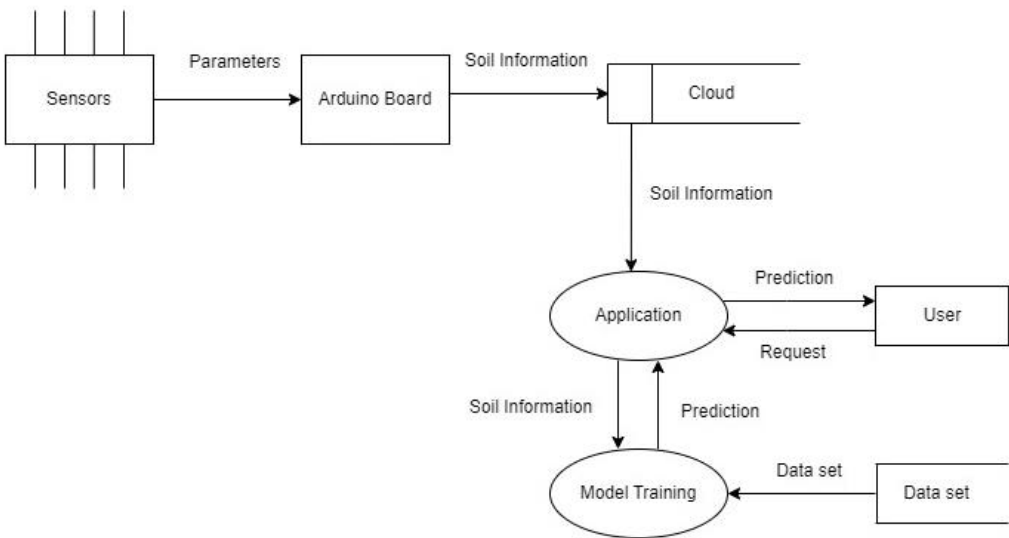 Parameters
Soil Information
Sensors
Arduino Board
Cloud
Soil Information
Prediction
Application
User
Request
Soil Information
Prediction
Data set
Model Training
Data set